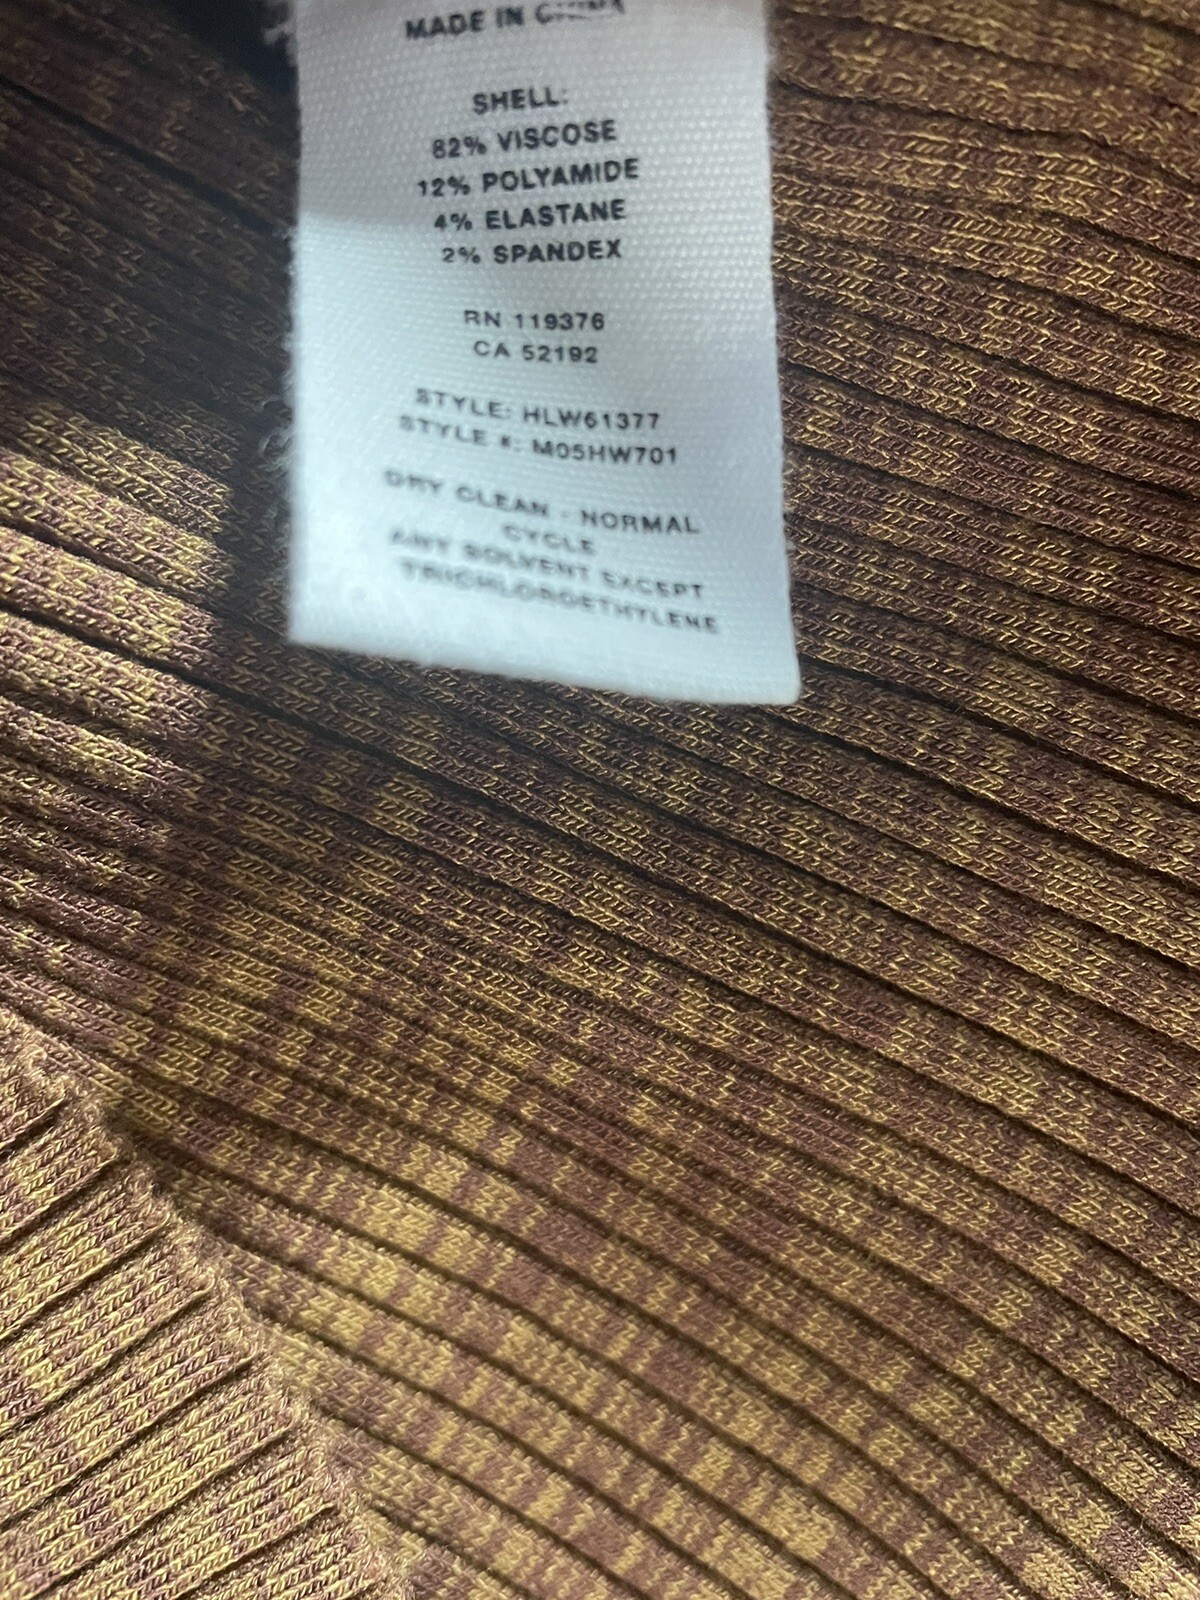 MADE IN CHINA
SHELL:
82% VISCOSE
12% POLYAMIDE
4% ELASTANE
2% SPANDEX
RN 119376
CA 52192
STYLE: HLW61377
STYLE #: M05HW701
DRY CLEAN - NORMAL
CYCLE
ANY SOLVENT EXCEPT
TRICHLOROETHYLENE